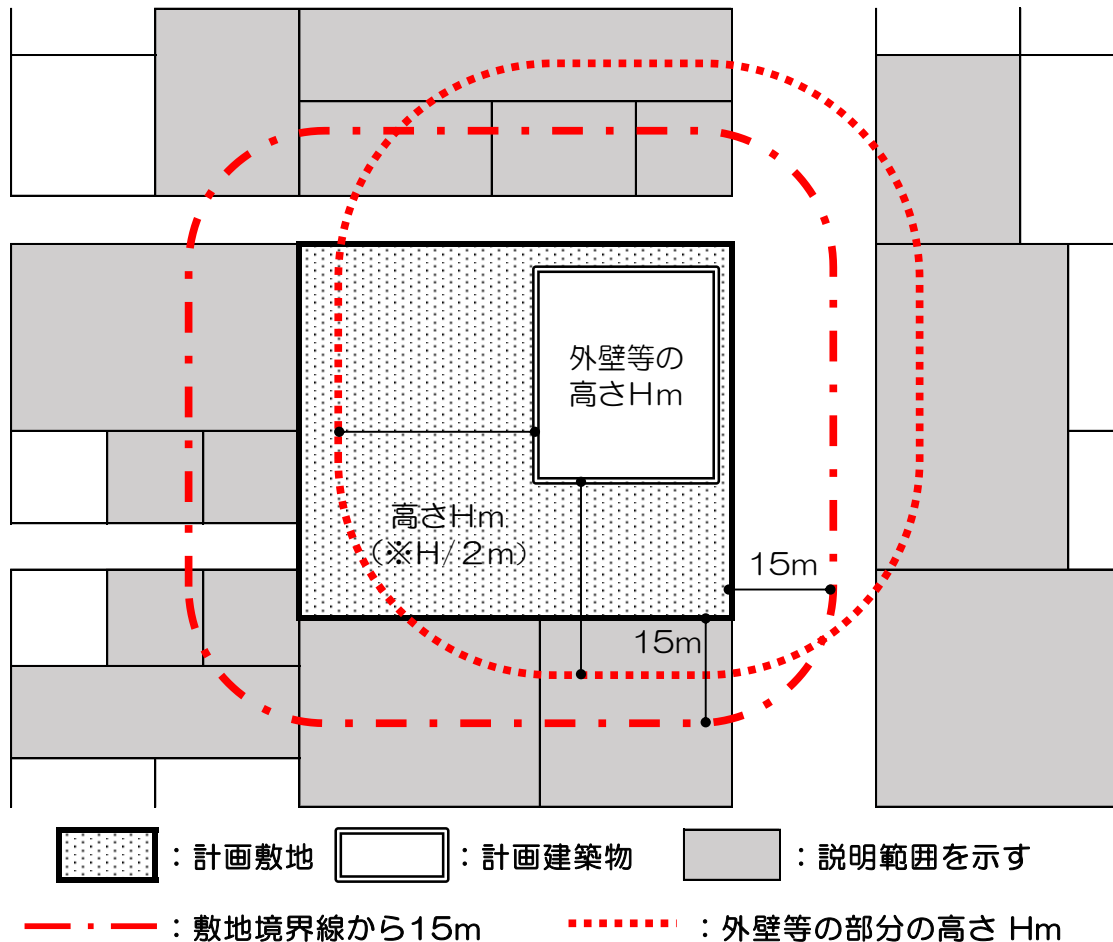 外壁等の
高さHm
高さHm
(※H/2m)
15m
15m
：計画敷地
：計画建築物
：説明範囲を示す
：敷地境界線から15m
：外壁等の部分の高さ Hm